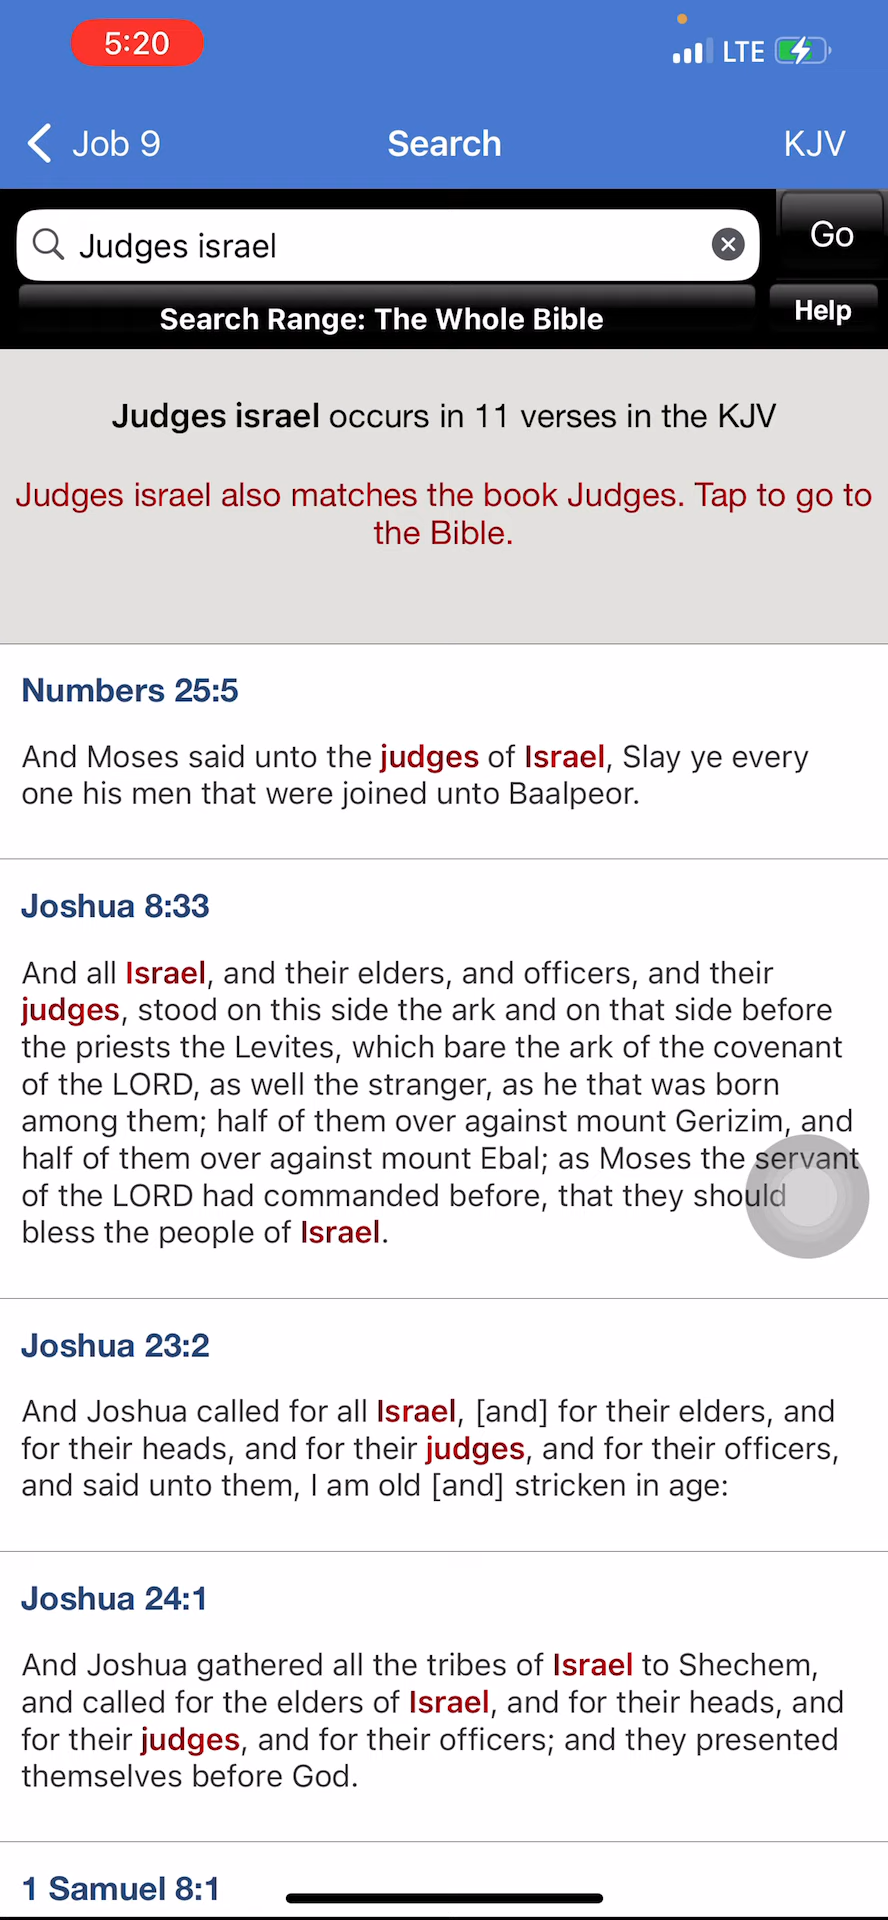 5:20
LTE
Job 9
Search
KJV
Judges israel
Go
Search Range: The Whole Bible
Help
Judges israel occurs in 11 verses in the KJV
Judges israel also matches the book Judges. Tap to go to
the Bible.
Numbers 25:5
And Moses said unto the judges of Israel, Slay ye every
one his men that were joined unto Baalpeor.
Joshua 8:33
And all Israel, and their elders, and officers, and their
judges, stood on this side the ark and on that side before
the priests the Levites, which bare the ark of the covenant
of the LORD, as well the stranger, as he that was born
among them; half of them over against mount Gerizim, and
half of them over against mount Ebal; as Moses the servant
of the LORD had commanded before, that they should
bless the people of Israel.
Joshua 23:2
And Joshua called for all Israel, [and] for their elders, and
for their heads, and for their judges, and for their officers,
and said unto them, I am old [and] stricken in age:
Joshua 24:1
And Joshua gathered all the tribes of Israel to Shechem,
and called for the elders of Israel, and for their heads, and
for their judges, and for their officers; and they presented
themselves before God.
1 Samuel 8:1